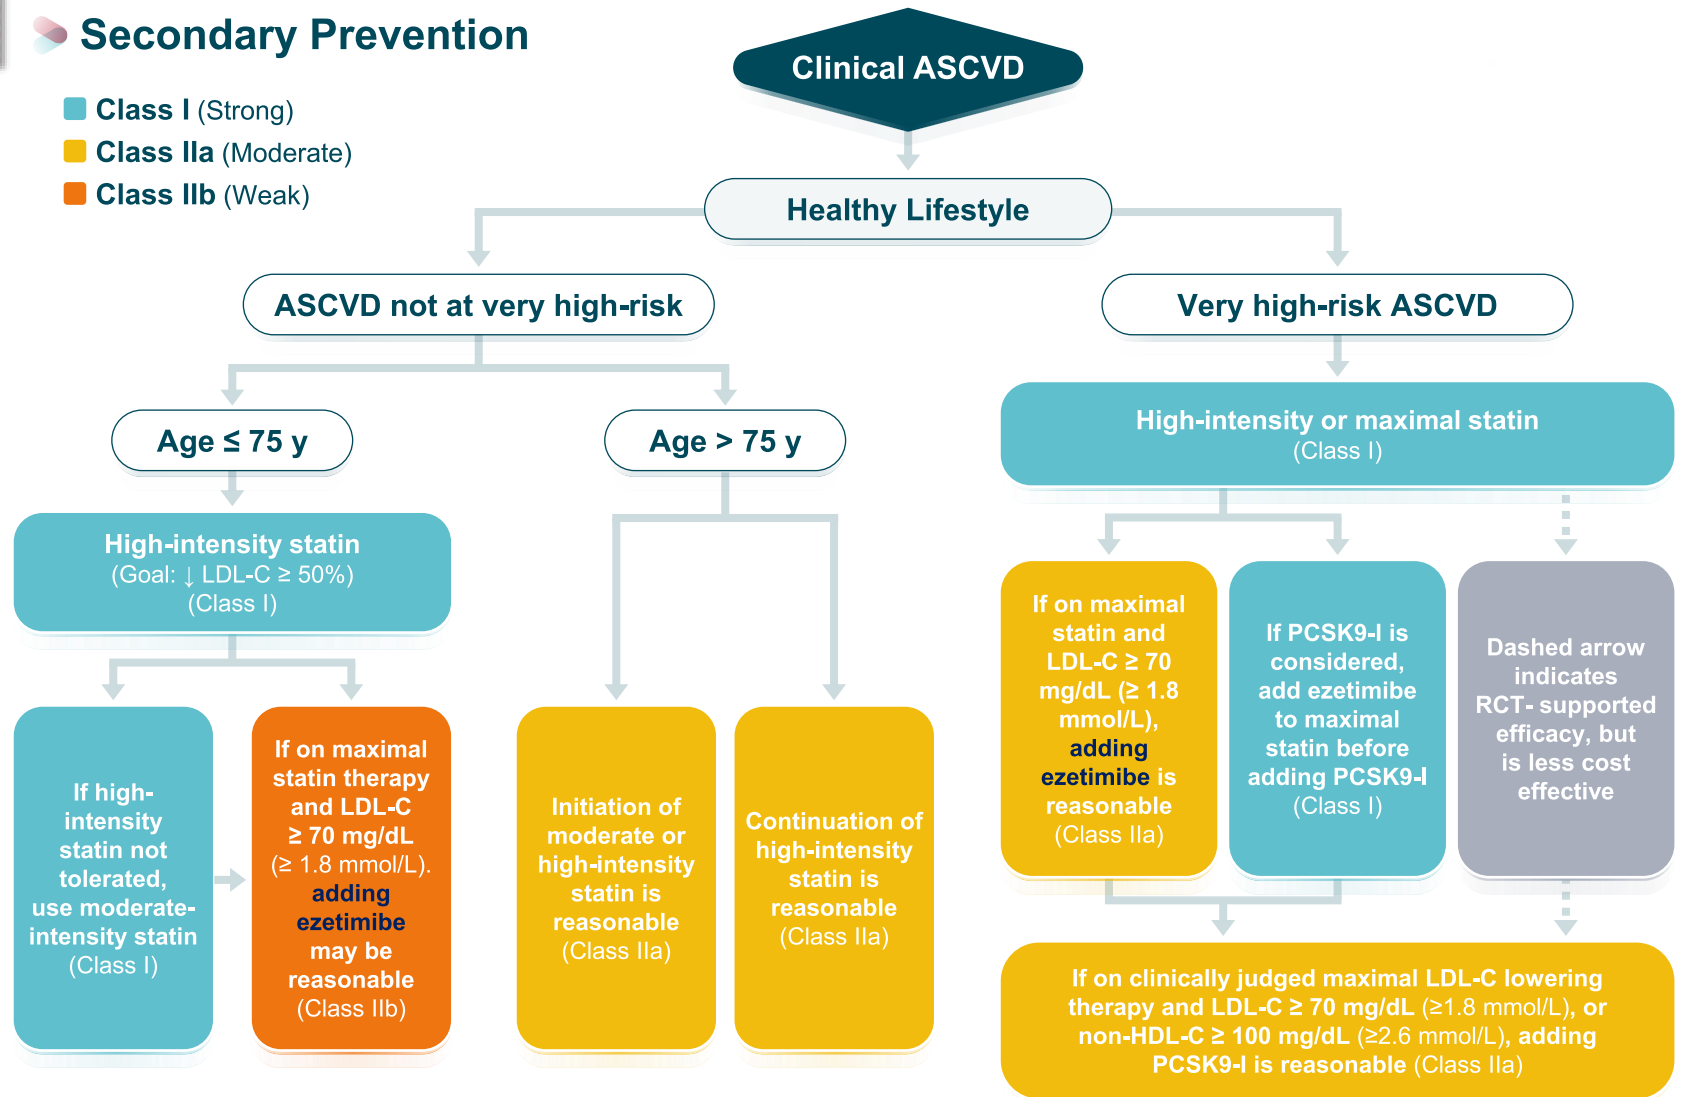 Secondary Prevention
Class I (Strong)
Class IIa (Moderate)
Class IIb (Weak)
Clinical ASCVD
Healthy Lifestyle
ASCVD not at very high-risk
Very high-risk ASCVD
Age ≤ 75 y
Age > 75 y
High-intensity statin
(Goal: ↓ LDL-C ≥ 50%)
(Class I)
If high-
intensity
statin not
tolerated,
use moderate-
intensity statin
(Class I)
If on maximal
statin therapy
and LDL-C
≥ 70 mg/dL
(≥ 1.8 mmol/L).
adding
ezetimibe
may be
reasonable
(Class IIb)
Initiation of
moderate or
high-intensity
statin is
reasonable
(Class IIa)
Continuation of
high-intensity
statin is
reasonable
(Class IIa)
High-intensity or maximal statin
(Class I)
If on maximal
statin and
LDL-C ≥ 70
mg/dL (≥ 1.8
mmol/L),
adding
ezetimibe is
reasonable
(Class IIa)
If PCSK9-I is
considered,
add ezetimibe
to maximal
statin before
adding PCSK9-I
(Class I)
Dashed arrow
indicates
RCT- supported
efficacy, but
is less cost
effective
If on clinically judged maximal LDL-C lowering
therapy and LDL-C ≥ 70 mg/dL (≥1.8 mmol/L), or
non-HDL-C ≥ 100 mg/dL (≥2.6 mmol/L), adding
PCSK9-I is reasonable (Class IIa)